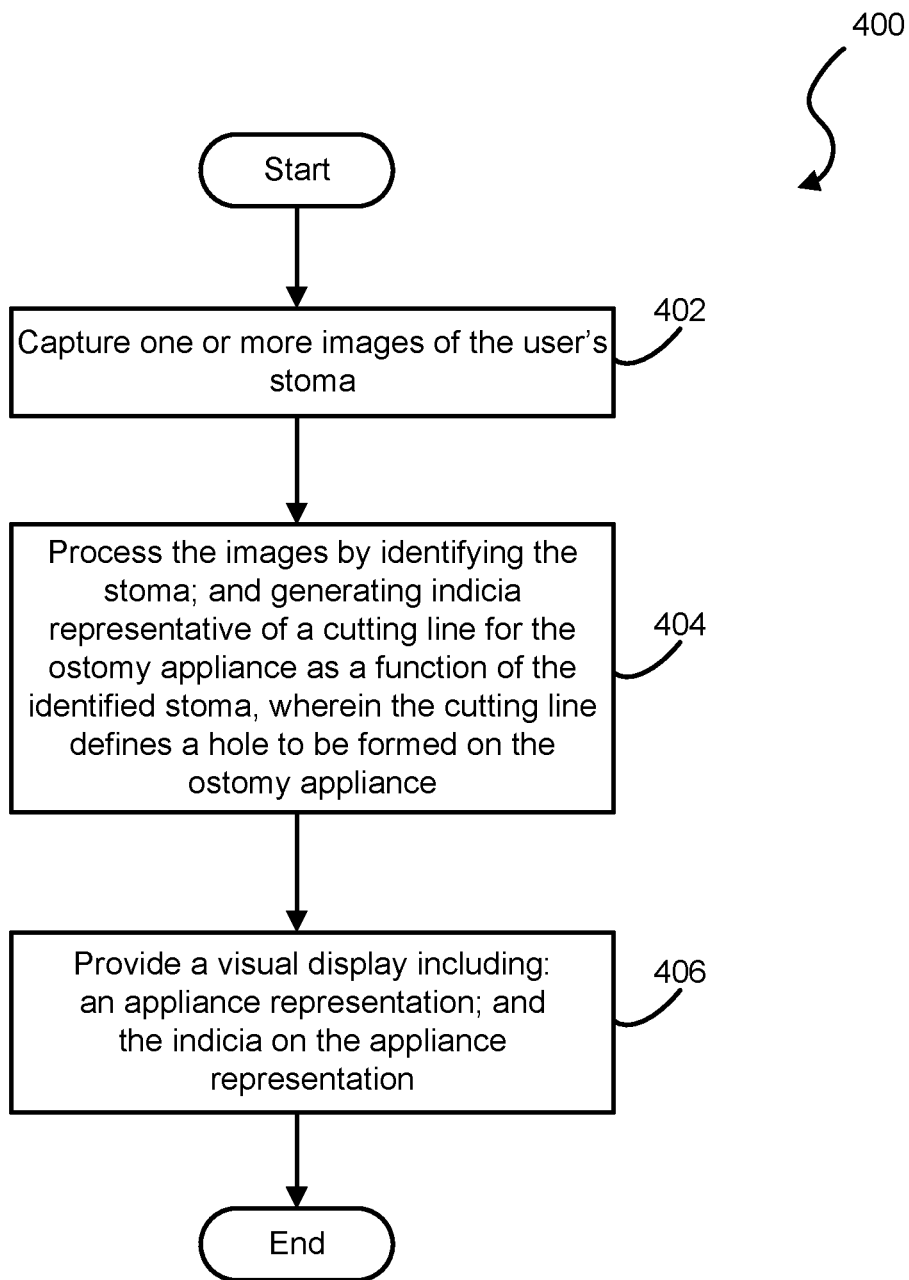 400
Start
402
Capture one or more images of the user's
stoma
Process the images by identifying the
stoma; and generating indicia
representative of a cutting line for the
404
ostomy appliance as a function of the
identified stoma, wherein the cutting line
defines a hole to be formed on the
ostomy appliance
Provide a visual display including:
406
an appliance representation; and
the indicia on the appliance
representation
End